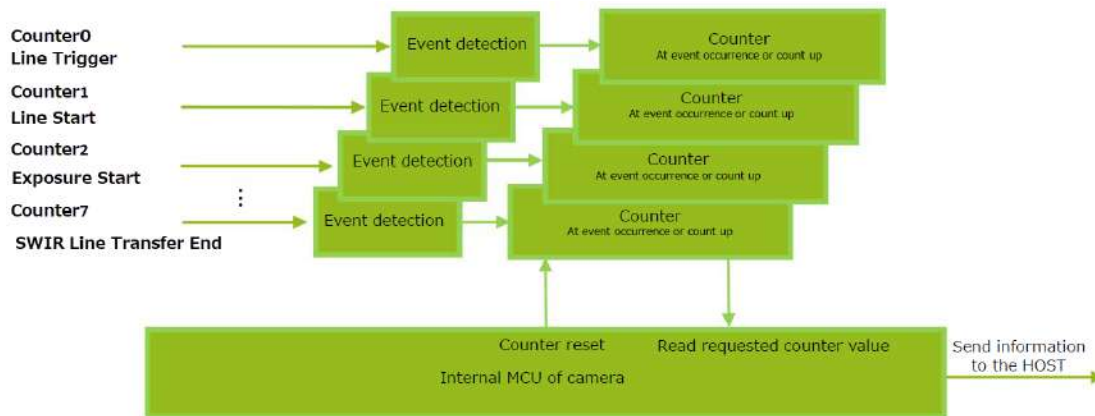 Counter0
Line Trigger
Event detection
Counter
At event occurrence or count up
Counter1
Line Start
Event detection
Counter
At event occurrence or count up
Counter2
Exposure Start
Event detection
Counter
At event occurrence or count up
⋮
Counter7
SWIR Line Transfer End
Event detection
Counter
At event occurrence or count up
Counter reset
Read requested counter value
Internal MCU of camera
Send information
to the HOST